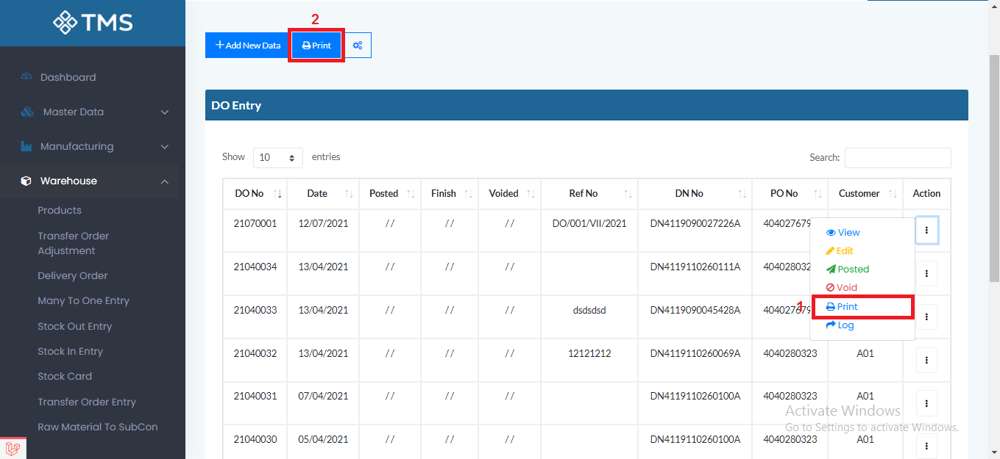 TMS
2
Add New Data
Print
Dashboard
Master Data
Manufacturing
Warehouse
Products
Transfer Order
Adjustment
Delivery Order
Many To One Entry
Stock Out Entry
Stock In Entry
Stock Card
Transfer Order Entry
Raw Material To SubCon
DO Entry
Show 10 entries
Search:
DO No Date Posted Finish Voided Ref No DN No PO No Customer Action
21070001 12/07/2021 // // // DO/001/VII/2021 DN4119090027226A 404027679
21040034 13/04/2021 // // // DN4119110260111A 404028032
21040033 13/04/2021 // // // dsdsdsd DN4119090045428A 404027679
21040032 13/04/2021 // // // 12121212 DN4119110260069A 4040280323 A01
21040031 07/04/2021 // // // DN4119110260100A 4040280323 A01
21040030 05/04/2021 // // // DN4119110260100A 4040280323 A01
View
Edit
Posted
Void
1
Print
Log
Activate Windows
Go to Settings to activate Windows.